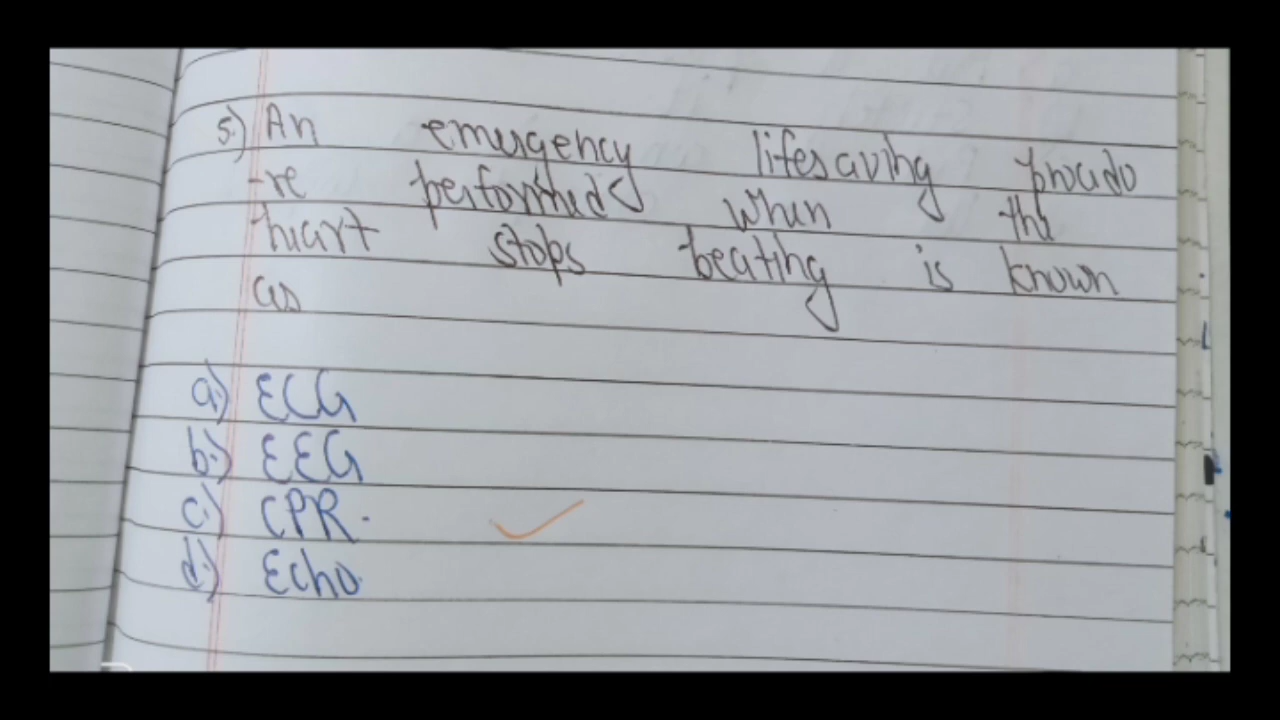 5.) An emergency lifesaving procedu
-re performed when the
heart stops beating is known
as
a.) ECG
b.) EEG
c.) CPR.
d.) Echo.